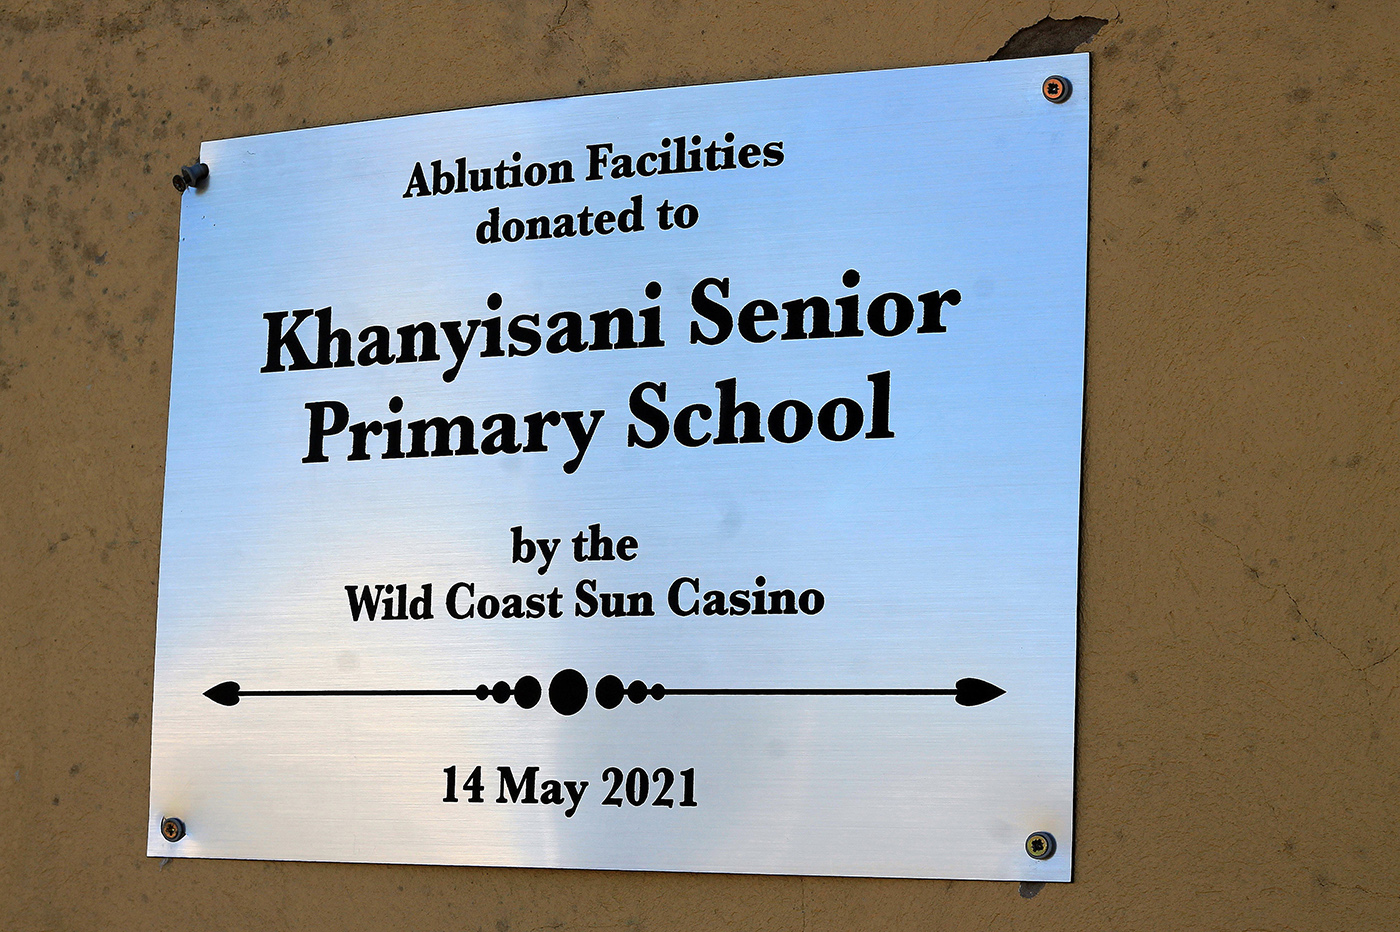 Ablution Facilities
donated to
Khanyisani Senior
Primary School
by the
Wild Coast Sun Casino
14 May 2021